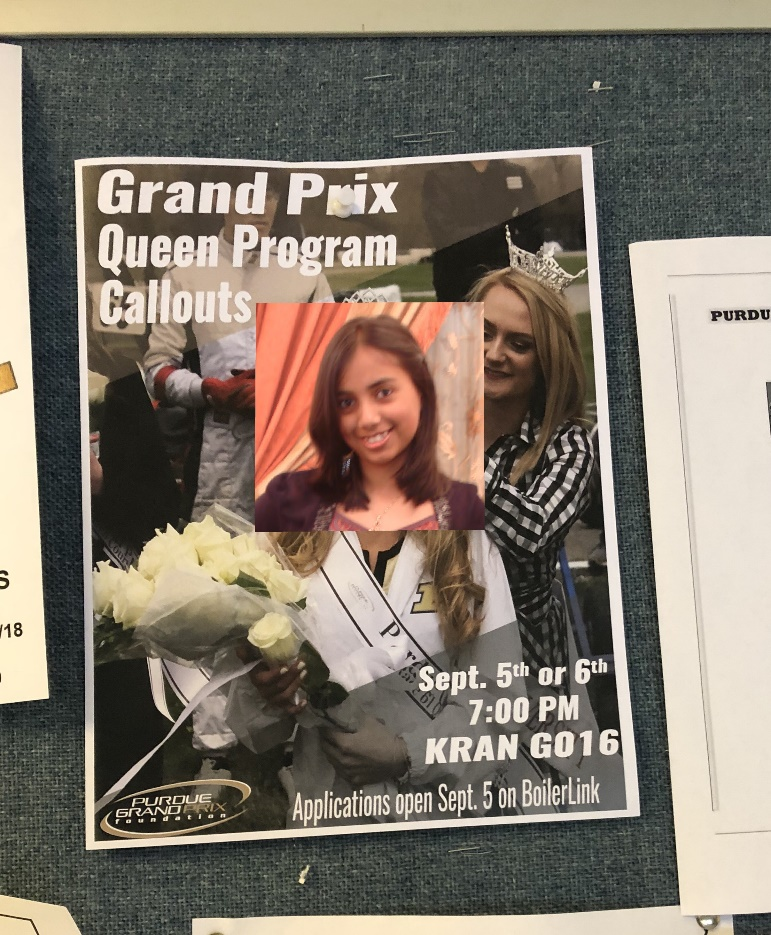 Grand Prix
Queen Program
Callouts
PURDU
S
/18
Sept. 5th or 6th
7:00 PM
KRAN G016
Applications open Sept. 5 on BoilerLink
PURDUE
GRAND PRIX
foundation